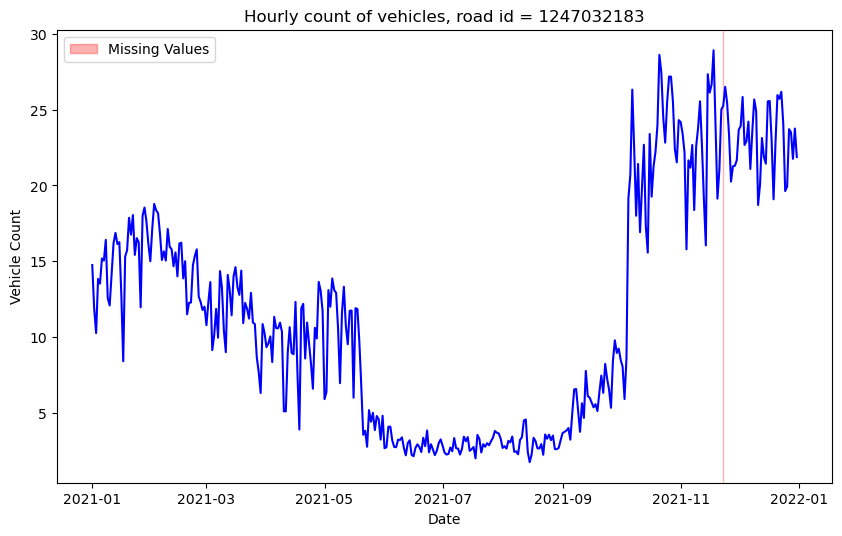 Hourly count of vehicles, road id = 1247032183
Missing Values
30
25
20
15
10
5
Vehicle Count
2021-01 2021-03 2021-05 2021-07 2021-09 2021-11 2022-01
Date